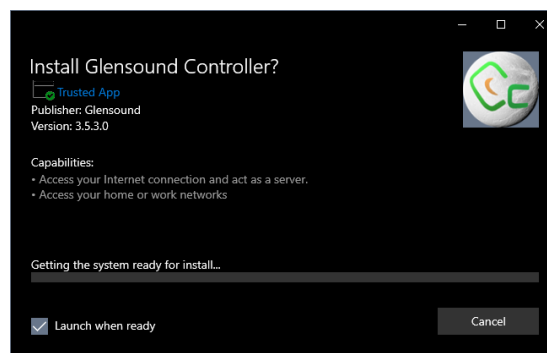 Install Glensound Controller?
Trusted App
Publisher: Glensound
Version: 3.5.3.0
Capabilities:
• Access your Internet connection and act as a server.
• Access your home or work networks
Getting the system ready for install...
Launch when ready
Cancel